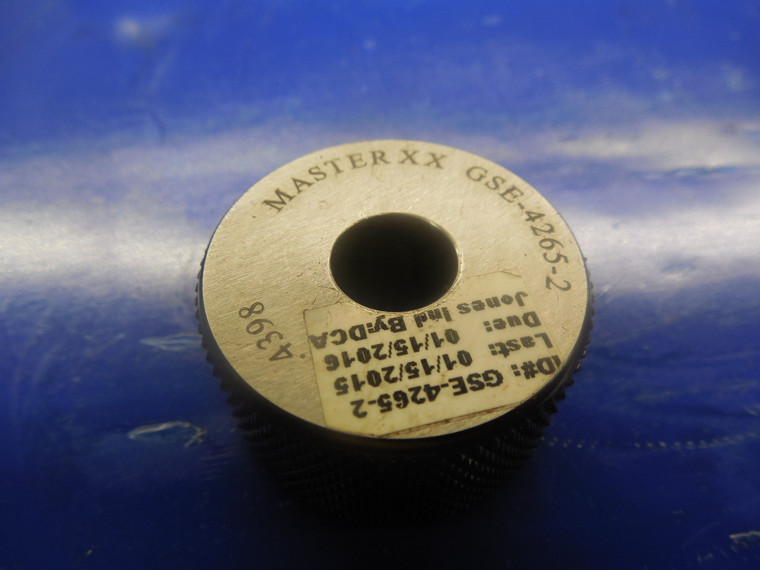 MASTER XX GSE-4265-2
.4398
ID#: GSE-4265-2
Last: 01/15/2015
Due: 01/15/2016
Jones Ind By:DCA